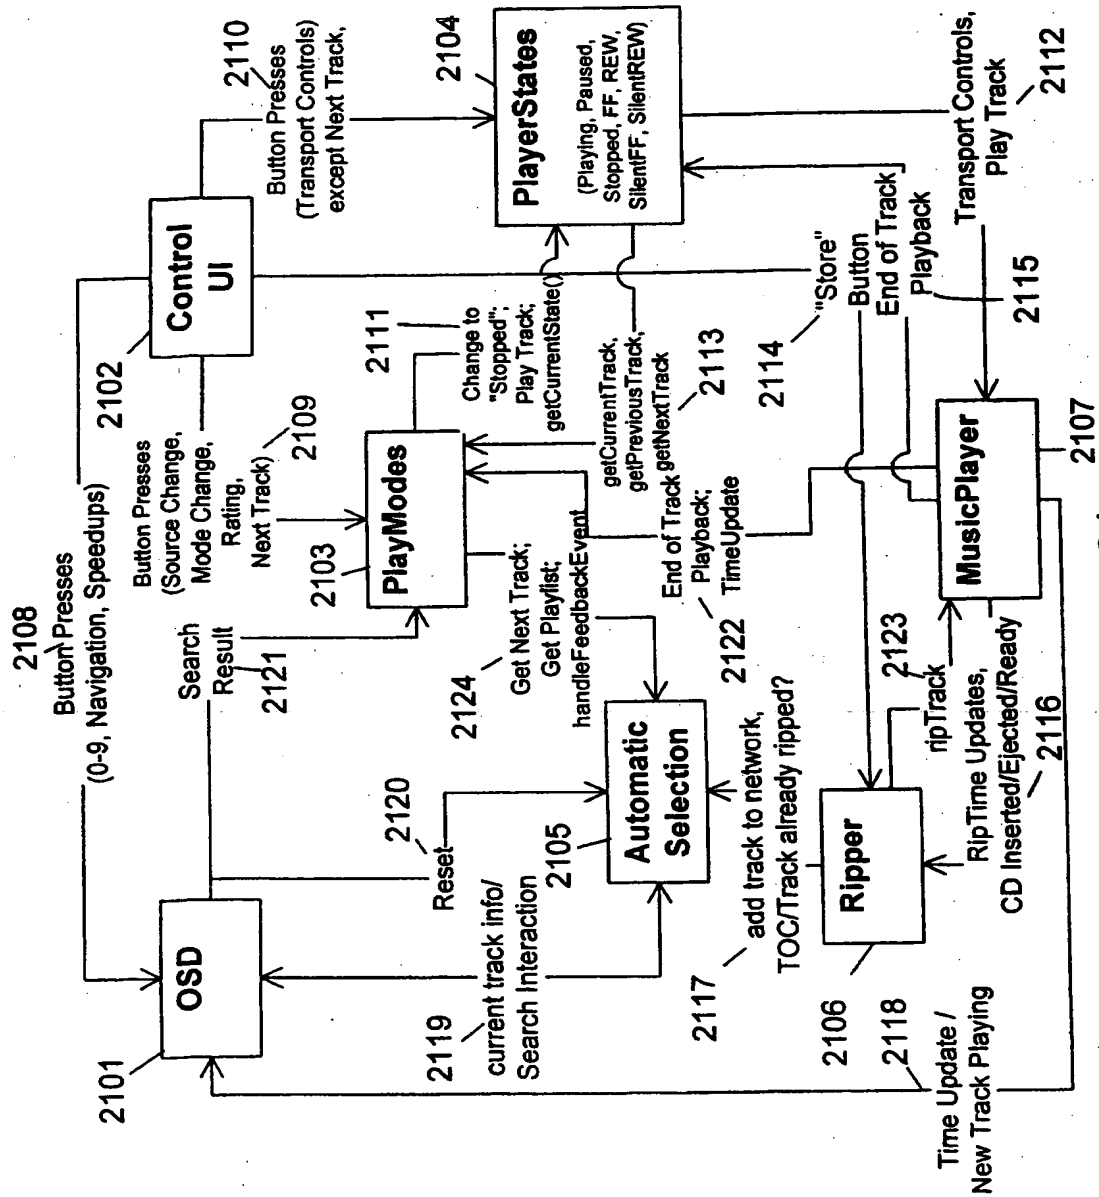 2108
Button Presses
(0-9, Navigation, Speedups)
2102
Control
UI
2110
Button Presses
(Transport Controls)
except Next Track,
2104
PlayerStates
(Playing, Paused,
Stopped, FF, REW,
SilentFF, SilentREW)
Button Presses
(Source Change,
Mode Change,
Rating,
Next Track)
2109
2111
Change to
"Stopped";
Play Track;
getCurrentState()
2101
OSD
Search
Result
2121
2103
PlayModes
getCurrentTrack,
getPreviousTrack,
getNextTrack
2113
2114
"Store"
Button
End of Track
Playback
2115
Transport Controls,
Play Track
2112
2124
Get Next Track;
Get Playlist;
handleFeedbackEvent
End of Track
Playback;
TimeUpdate
2122
2120
Reset
2119
current track info/
Search Interaction
2105
Automatic
Selection
2117
add track to network,
TOC/Track already ripped?
2106
Ripper
2123
ripTrack
RipTime Updates,
CD Inserted/Ejected/Ready
2116
MusicPlayer
2107
2118
Time Update /
New Track Playing